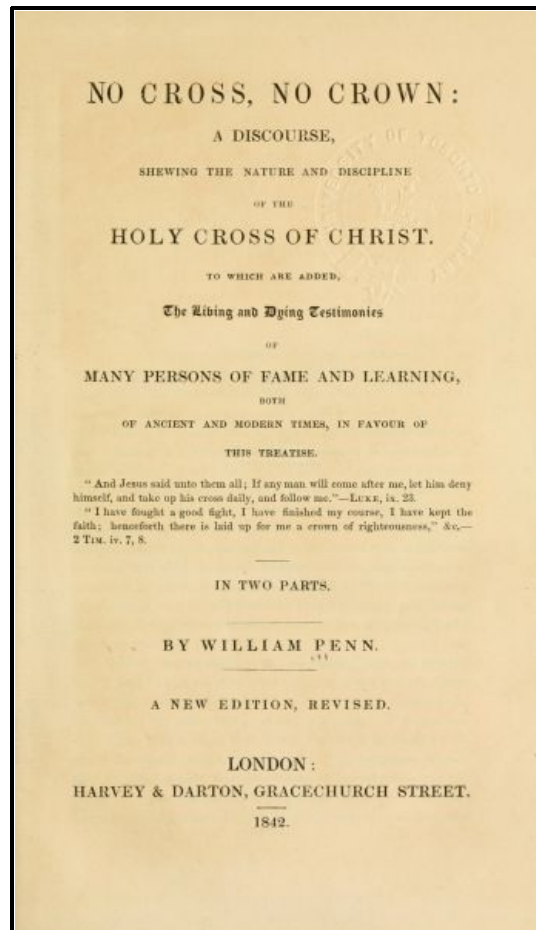 NO CROSS, NO CROWN:
A DISCOURSE,
SHEWING THE NATURE AND DISCIPLINE
OF THE
HOLY CROSS OF CHRIST.
TO WHICH ARE ADDED,
The Living and Dying Testimonies
OF
MANY PERSONS OF FAME AND LEARNING,
BOTH
OF ANCIENT AND MODERN TIMES, IN FAVOUR OF
THIS TREATISE.
"And Jesus said unto them all; If any man will come after me, let him deny
himself, and take up his cross daily, and follow me."—LUKE, ix. 23.
"I have fought a good fight, I have finished my course, I have kept the
faith; henceforth there is laid up for me a crown of righteousness," &c.—
2 TIM. iv. 7, 8.
IN TWO PARTS.
BY WILLIAM PENN.
A NEW EDITION, REVISED.
LONDON:
HARVEY & DARTON, GRACECHURCH STREET.
1842.